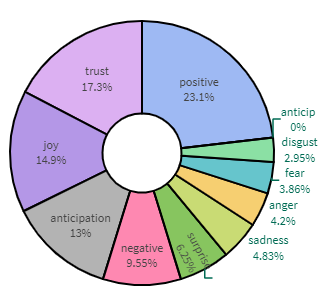 trust
17.3%
positive
23.1%
anticip
0%
disgust
2.95%
fear
3.86%
anger
4.2%
sadness
4.83%
surprise
6.25%
negative
9.55%
anticipation
13%
joy
14.9%